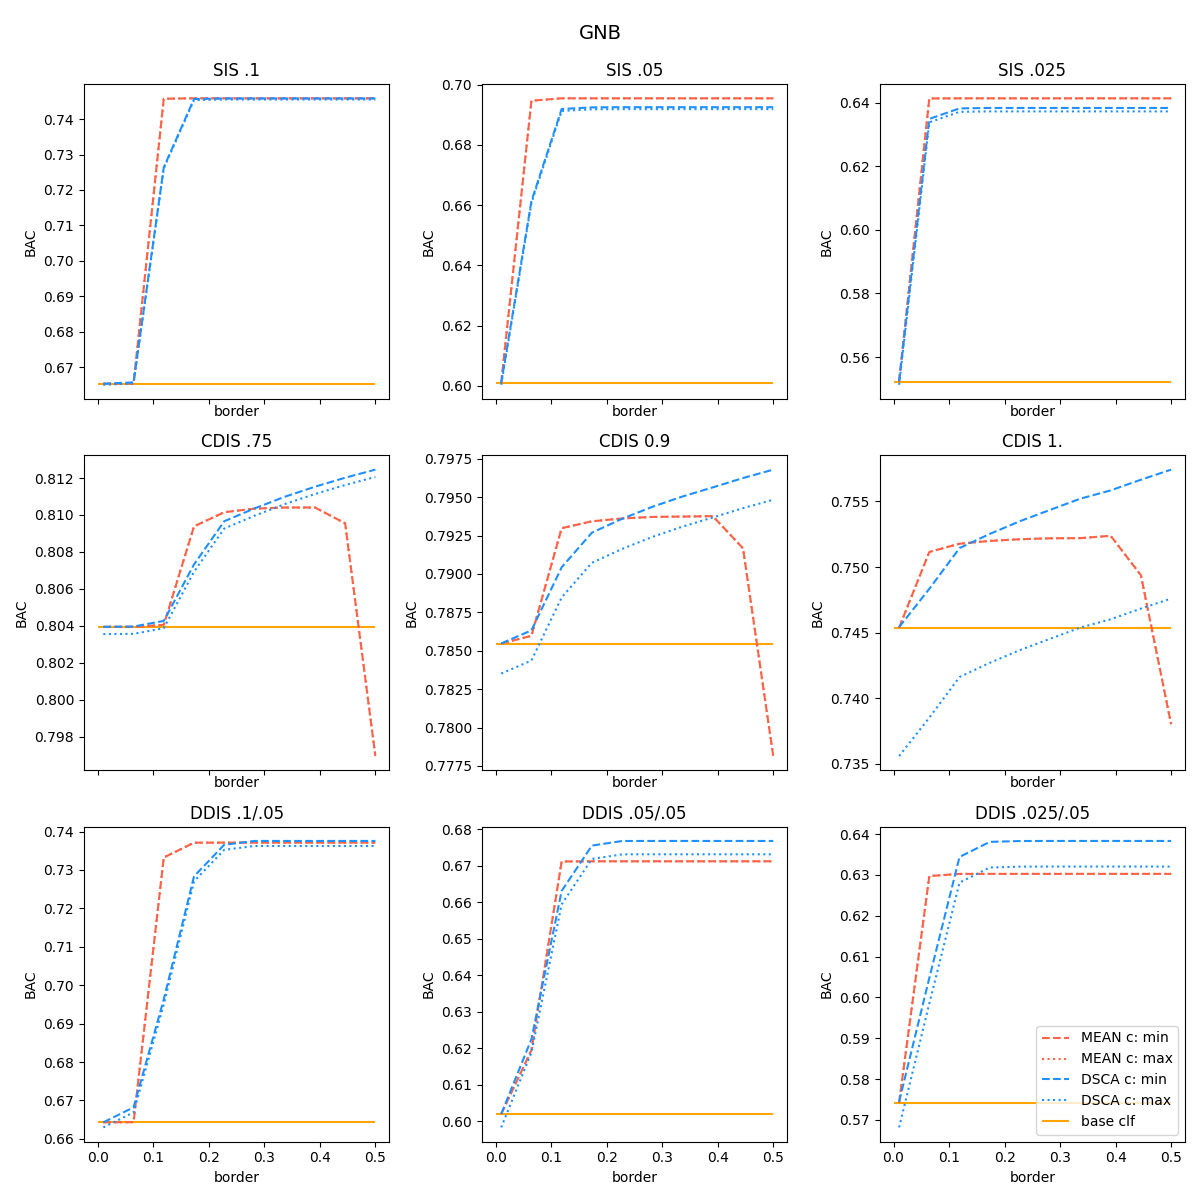 GNB
SIS .1
SIS .05
SIS .025
0.74
0.73
0.72
0.71
0.70
0.69
0.68
0.67
BAC
border
0.70
0.68
0.66
0.64
0.62
0.60
BAC
border
0.64
0.62
0.60
0.58
0.56
BAC
border
CDIS .75
CDIS 0.9
CDIS 1.
0.812
0.810
0.808
0.806
0.804
0.802
0.800
0.798
BAC
border
0.7975
0.7950
0.7925
0.7900
0.7875
0.7850
0.7825
0.7800
0.7775
BAC
border
0.755
0.750
0.745
0.740
0.735
BAC
border
DDIS .1/.05
DDIS .05/.05
DDIS .025/.05
0.74
0.73
0.72
0.71
0.70
0.69
0.68
0.67
0.66
BAC
0.0 0.1 0.2 0.3 0.4 0.5
border
0.68
0.67
0.66
0.65
0.64
0.63
0.62
0.61
0.60
BAC
0.0 0.1 0.2 0.3 0.4 0.5
border
0.64
0.63
0.62
0.61
0.60
0.59
0.58
0.57
BAC
MEAN c: min
MEAN c: max
DSCA c: min
DSCA c: max
base clf
0.0 0.1 0.2 0.3 0.4 0.5
border